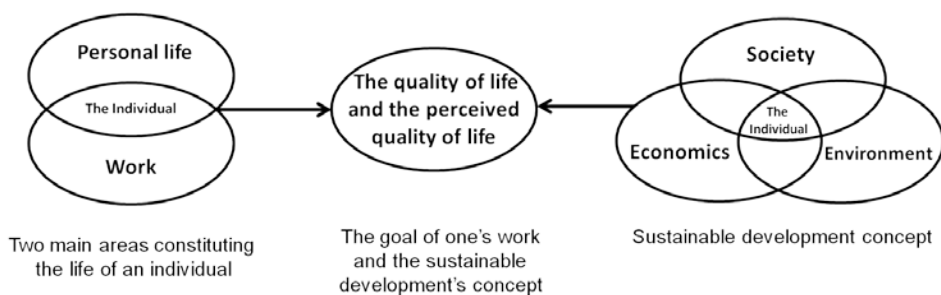 Personal life
The Individual
Work
Two main areas constituting
the life of an individual
The quality of life
and the perceived
quality of life
The goal of one's work
and the sustainable
development's concept
Society
The
Individual
Economics
Environment
Sustainable development concept